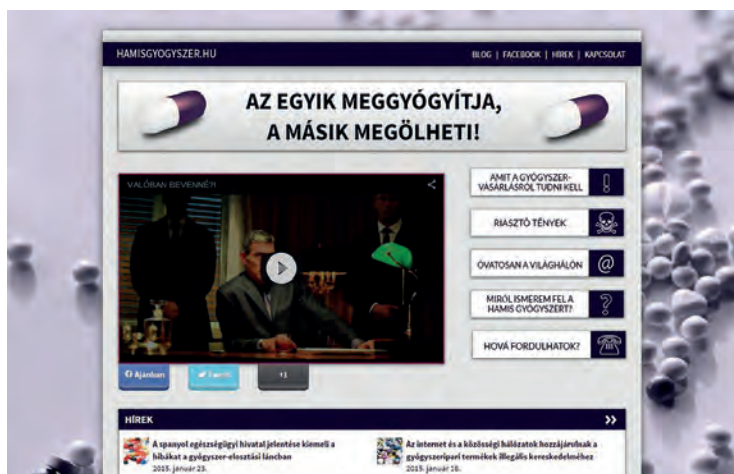 HAMISGYOGYSZER.HU
BLOG | FACEBOOK | HÍREK | KAPCSOLAT
AZ EGYIK MEGGYÓGYÍTJA,
A MÁSIK MEGÖLHETI!
VALÓBAN BEVENNÉ?!
AMIT A GYÓGYSZER-
VÁSÁRLÁSRÓL TUDNI KELL
!
RIASZTÓ TÉNYEK
ÓVATOSAN A VILÁGHÁLÓN
@
MIRŐL ISMEREM FEL A
HAMIS GYÓGYSZERT?
?
HOVÁ FORDULHATOK?
Ajánlom
Tweet
+1
HÍREK
A spanyol egészségügyi hivatal jelentése kiemeli a
hibákat a gyógyszer-elosztási láncban
2015. január 23.
Az internet és a közösségi hálózatok hozzájárulnak a
gyógyszeripari termékek illegális kereskedelméhez
2015. január 16.